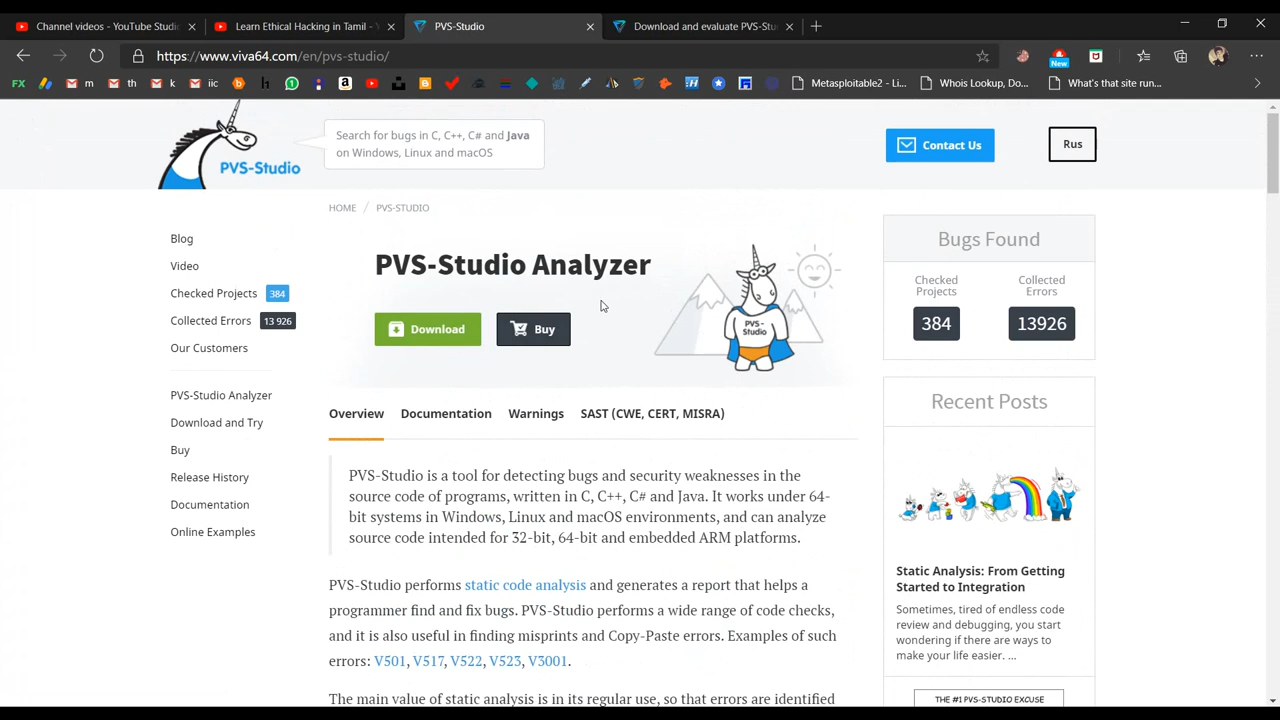 Channel videos - YouTube Studi
Learn Ethical Hacking in Tamil -
PVS-Studio
Download and evaluate PVS-Stu
https://www.viva64.com/en/pvs-studio/
New
FX
m
th
k
iic
Metasploitable2 - Li...
Whois Lookup, Do...
What's that site run...
PVS-Studio
Search for bugs in C, C++, C# and Java
on Windows, Linux and macOS
Contact Us
Rus
HOME / PVS-STUDIO
Blog
Video
Checked Projects 384
Collected Errors 13 926
Our Customers
PVS-Studio Analyzer
Download and Try
Buy
Release History
Documentation
Online Examples
PVS-Studio Analyzer
Download
Buy
PVS -
Studio
Overview Documentation Warnings SAST (CWE, CERT, MISRA)
PVS-Studio is a tool for detecting bugs and security weaknesses in the
source code of programs, written in C, C++, C# and Java. It works under 64-
bit systems in Windows, Linux and macOS environments, and can analyze
source code intended for 32-bit, 64-bit and embedded ARM platforms.
PVS-Studio performs static code analysis and generates a report that helps a
programmer find and fix bugs. PVS-Studio performs a wide range of code checks,
and it is also useful in finding misprints and Copy-Paste errors. Examples of such
errors: V501, V517, V522, V523, V3001.
The main value of static analysis is in its regular use, so that errors are identified
Bugs Found
Checked
Projects
384
Collected
Errors
13926
Recent Posts
Static Analysis: From Getting
Started to Integration
Sometimes, tired of endless code
review and debugging, you start
wondering if there are ways to
make your life easier. ...
THE #1 PVS-STUDIO EXCUSE